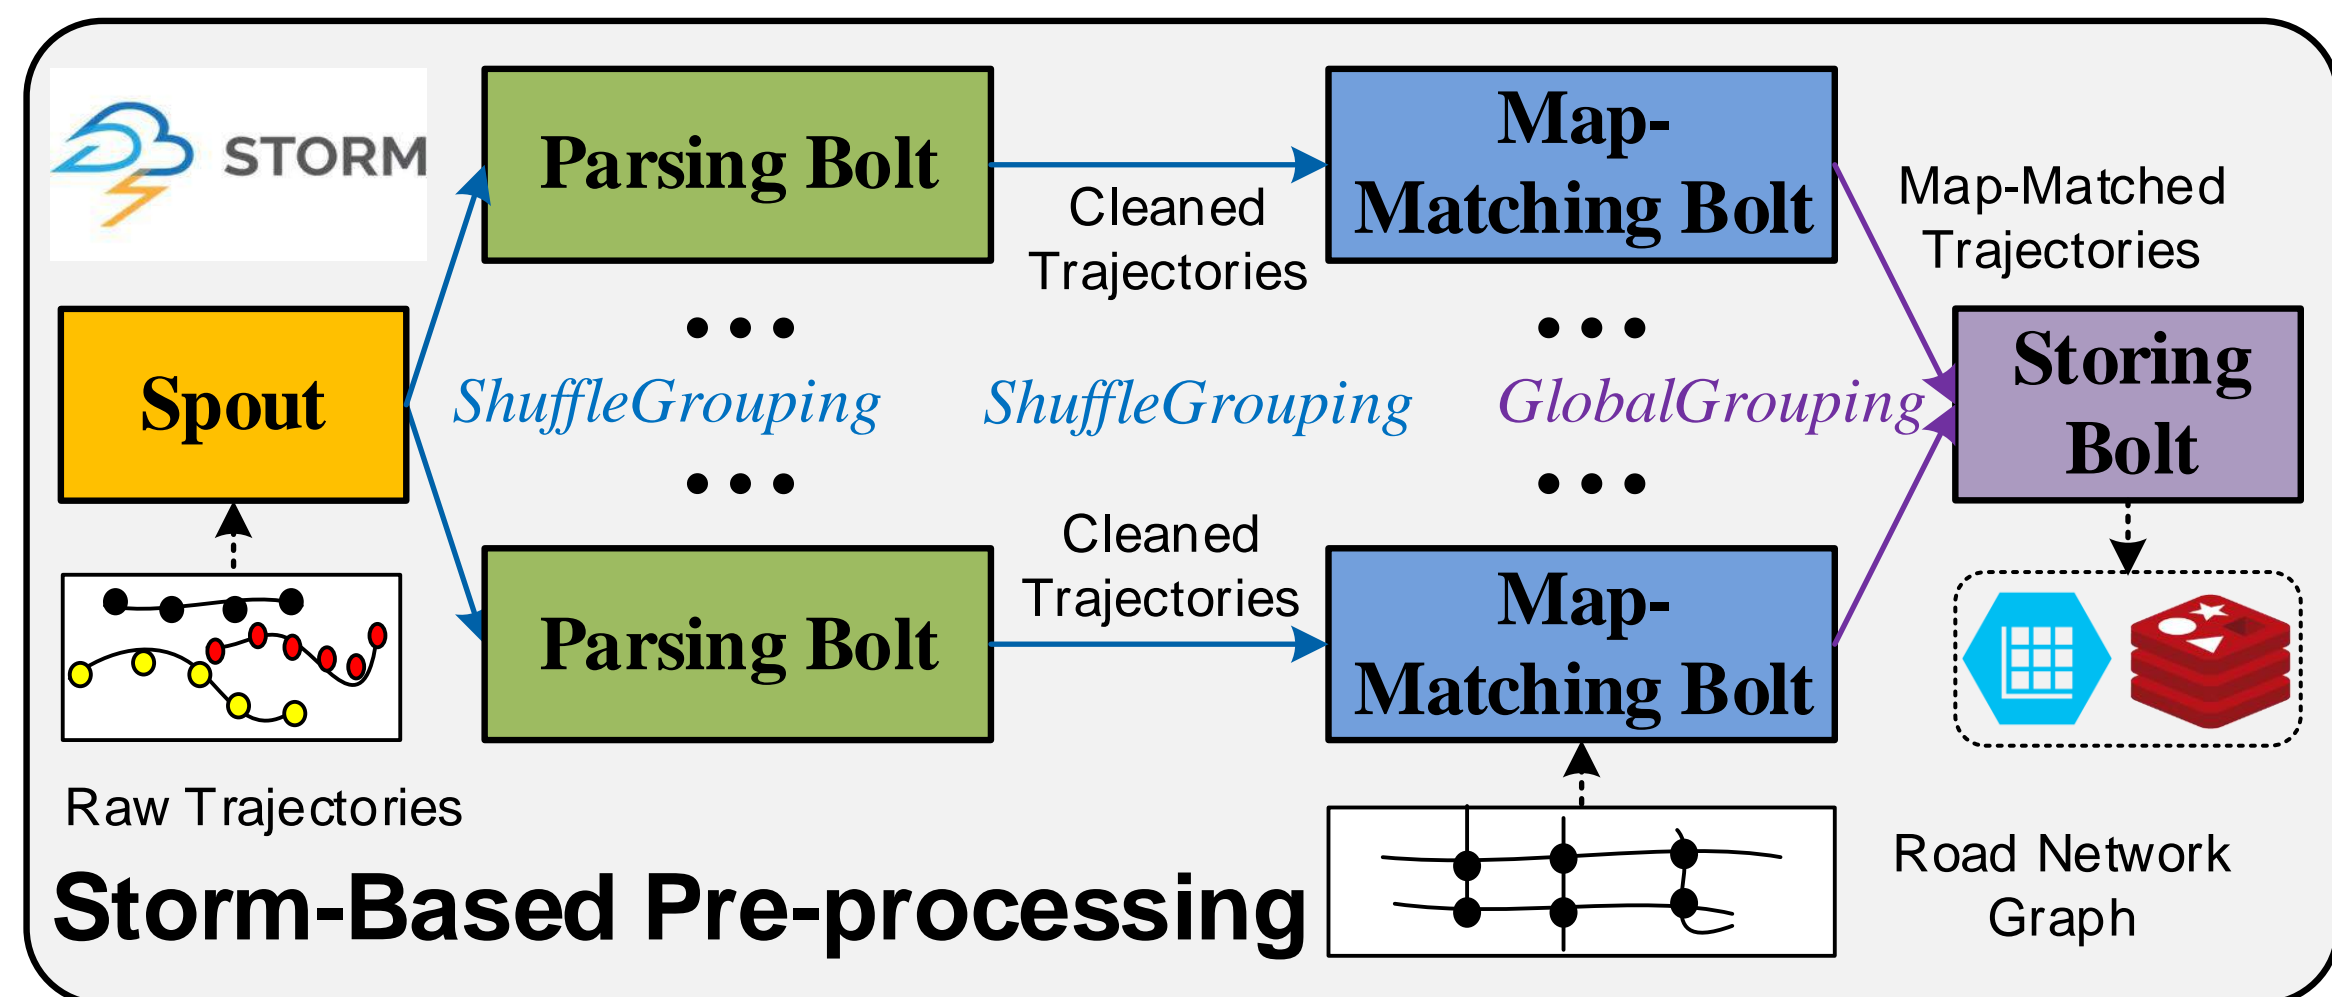 STORM
Parsing Bolt
Cleaned
Trajectories
Map-
Matching Bolt
Map-Matched
Trajectories
Spout
ShuffleGrouping
ShuffleGrouping
GlobalGrouping
Storing
Bolt
Parsing Bolt
Cleaned
Trajectories
Map-
Matching Bolt
Raw Trajectories
Road Network
Graph
Storm-Based Pre-processing